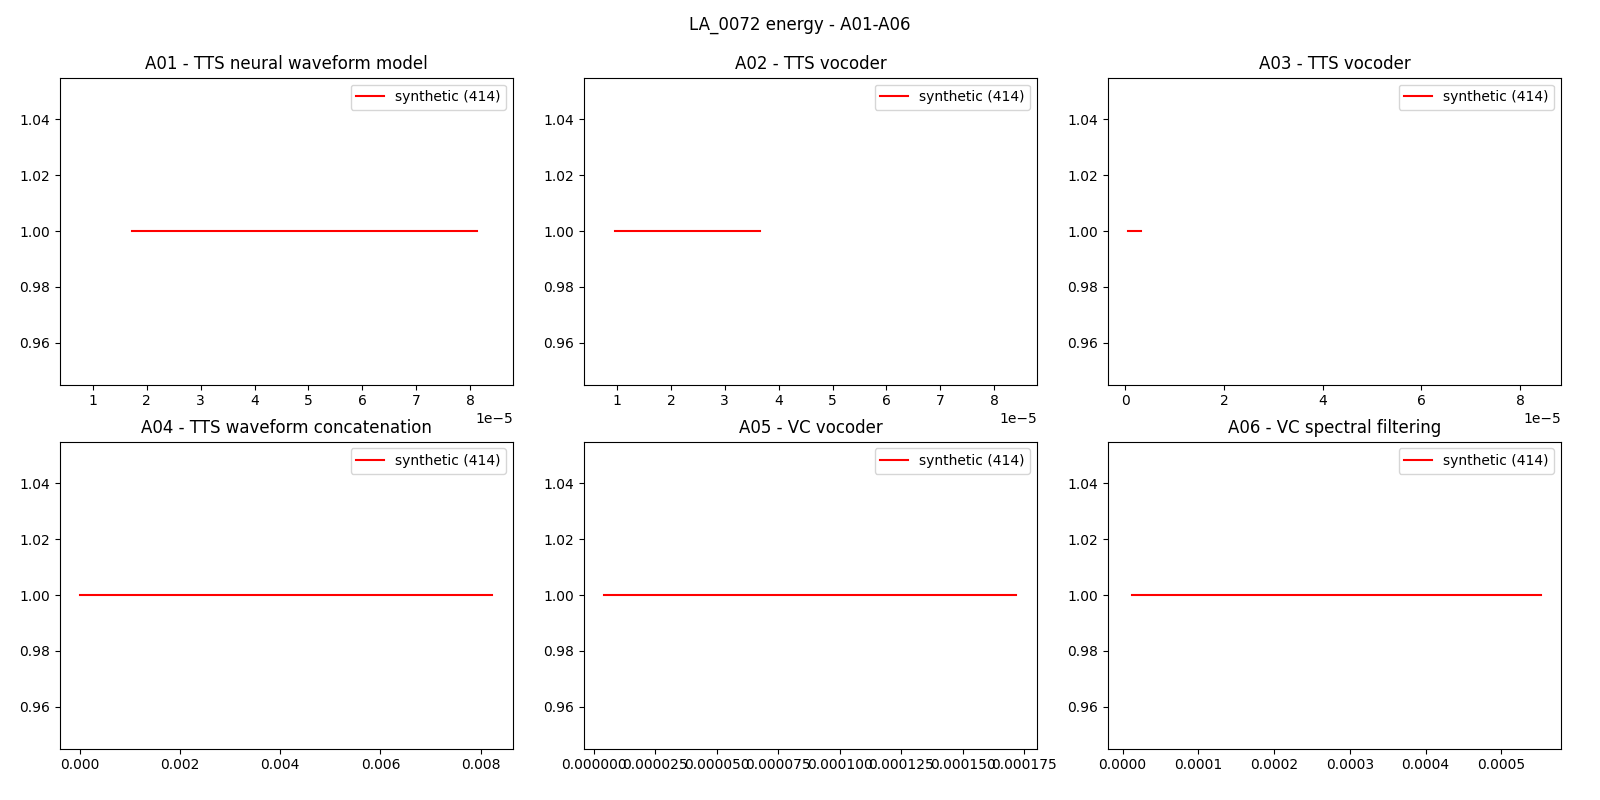 LA_0072 energy - A01-A06
A01 - TTS neural waveform model
synthetic (414)
1.04
1.02
1.00
0.98
0.96
1 2 3 4 5 6 7 8
1e−5
A02 - TTS vocoder
synthetic (414)
1.04
1.02
1.00
0.98
0.96
1 2 3 4 5 6 7 8
1e−5
A03 - TTS vocoder
synthetic (414)
1.04
1.02
1.00
0.98
0.96
0 2 4 6 8
1e−5
A04 - TTS waveform concatenation
synthetic (414)
1.04
1.02
1.00
0.98
0.96
0.000 0.002 0.004 0.006 0.008
A05 - VC vocoder
synthetic (414)
1.04
1.02
1.00
0.98
0.96
0.000000 0.000025 0.000050 0.000075 0.000100 0.000125 0.000150 0.000175
A06 - VC spectral filtering
synthetic (414)
1.04
1.02
1.00
0.98
0.96
0.0000 0.0001 0.0002 0.0003 0.0004 0.0005